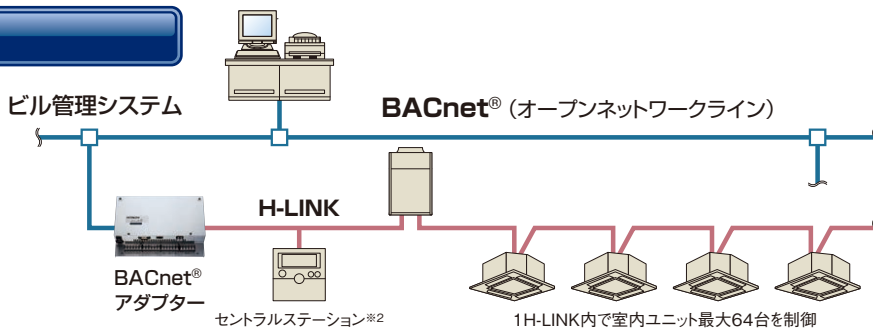 ビル管理システム
BACnet®(オープンネットワークライン)
H-LINK
BACnet®
アダプター
セントラルステーション※2
1H-LINK内で室内ユニット最大64台を制御